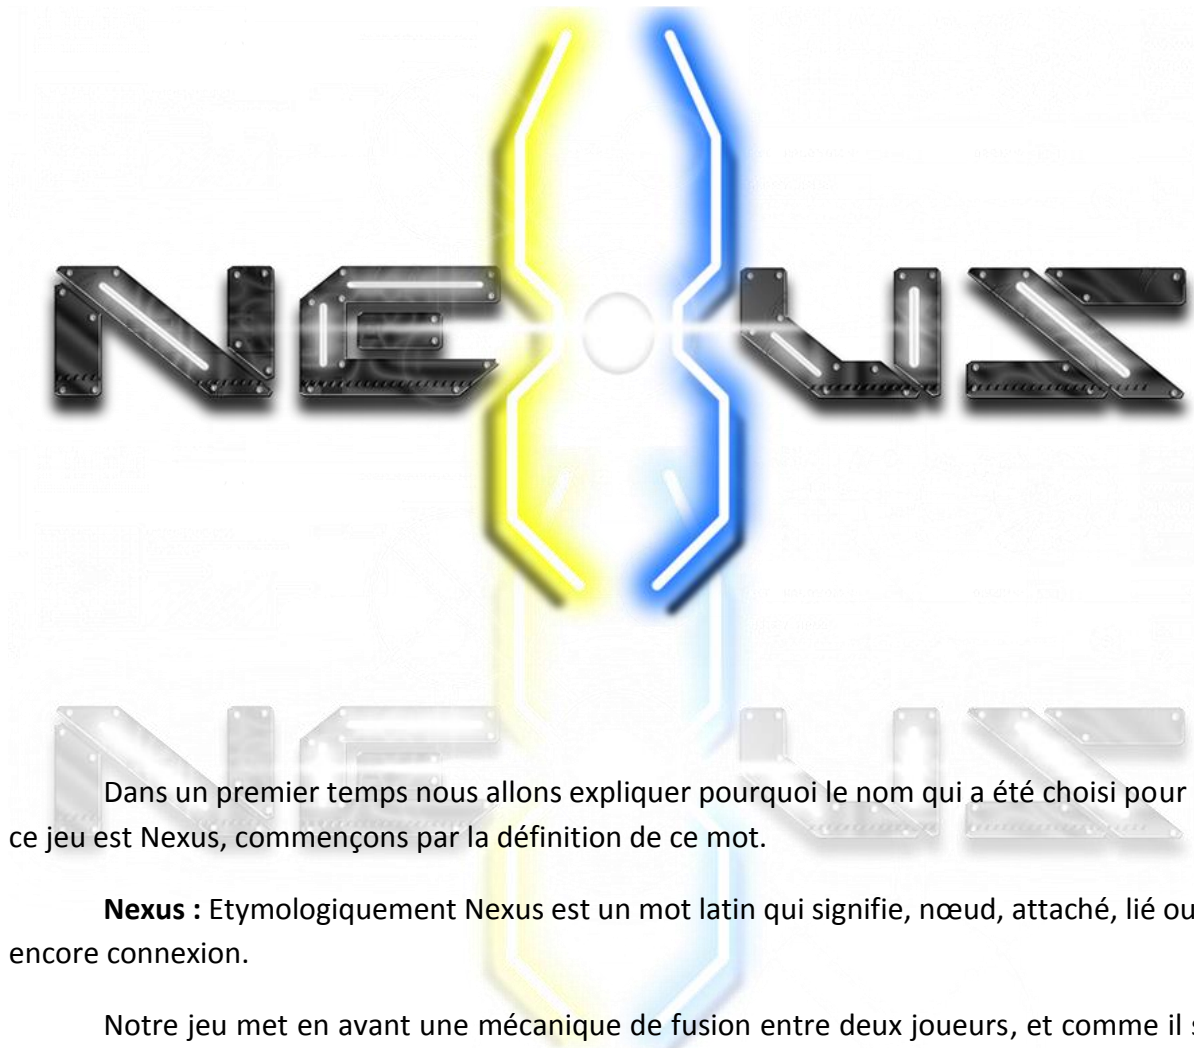 NEXUS
Dans un premier temps nous allons expliquer pourquoi le nom qui a été choisi pour
ce jeu est Nexus, commençons par la définition de ce mot.
Nexus : Etymologiquement Nexus est un mot latin qui signifie, nœud, attaché, lié ou
encore connexion.
Notre jeu met en avant une mécanique de fusion entre deux joueurs, et comme il